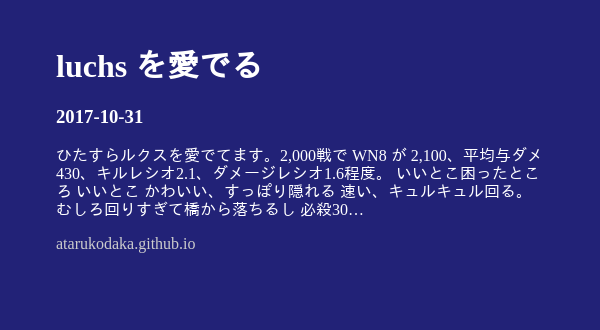 luchs を愛でる
2017-10-31
ひたすらルクスを愛でてます。2,000戦で WN8 が 2,100、平均与ダメ
430、キルレシオ2.1、ダメージレシオ1.6程度。 いいとこ困ったとこ
ろ いいとこ かわいい、すっぽり隠れる 速い、キュルキュル回る。
むしろ回りすぎて橋から落ちるし 必殺30…
atarukodaka.github.io